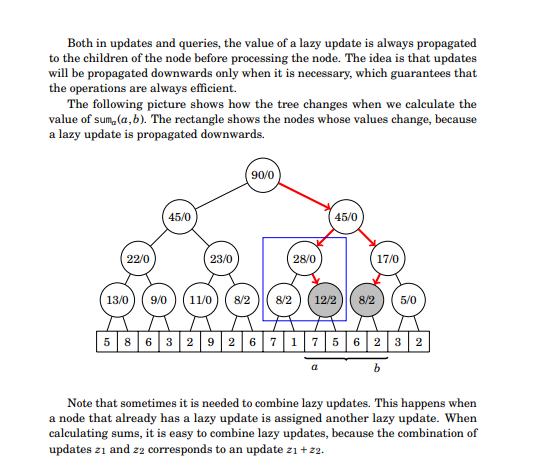 Both in updates and queries, the value of a lazy update is always propagated
to the children of the node before processing the node. The idea is that updates
will be propagated downwards only when it is necessary, which guarantees that
the operations are always efficient.
The following picture shows how the tree changes when we calculate the
value of sumₐ(a,b). The rectangle shows the nodes whose values change, because
a lazy update is propagated downwards.
90/0
45/0 45/0
22/0 23/0 28/0 17/0
13/0 9/0 11/0 8/2 8/2 12/2 8/2 5/0
5 8 6 3 2 9 2 6 7 1 7 5 6 2 3 2
a b
Note that sometimes it is needed to combine lazy updates. This happens when
a node that already has a lazy update is assigned another lazy update. When
calculating sums, it is easy to combine lazy updates, because the combination of
updates z1 and z2 corresponds to an update z1 + z2.